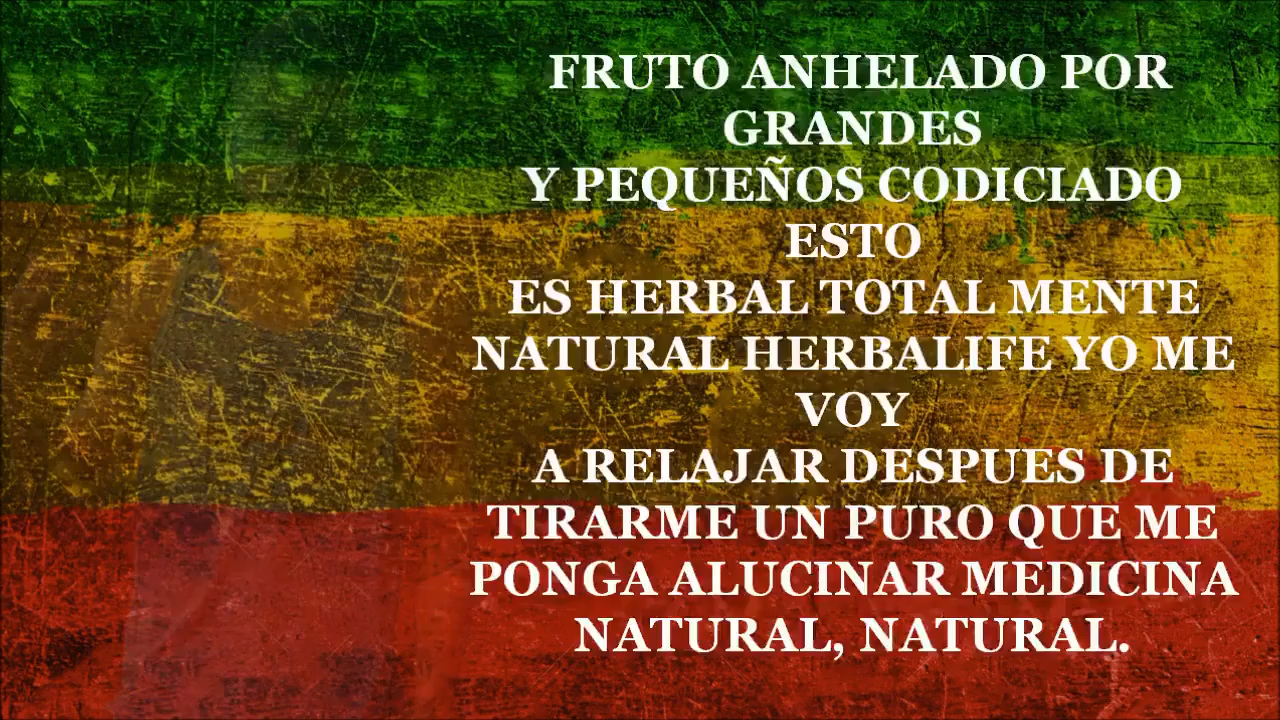 FRUTO ANHELADO POR
GRANDES
Y PEQUEÑOS CODICIADO
ESTO
ES HERBAL TOTAL MENTE
NATURAL HERBALIFE YO ME
VOY
A RELAJAR DESPUES DE
TIRARME UN PURO QUE ME
PONGA ALUCINAR MEDICINA
NATURAL, NATURAL.